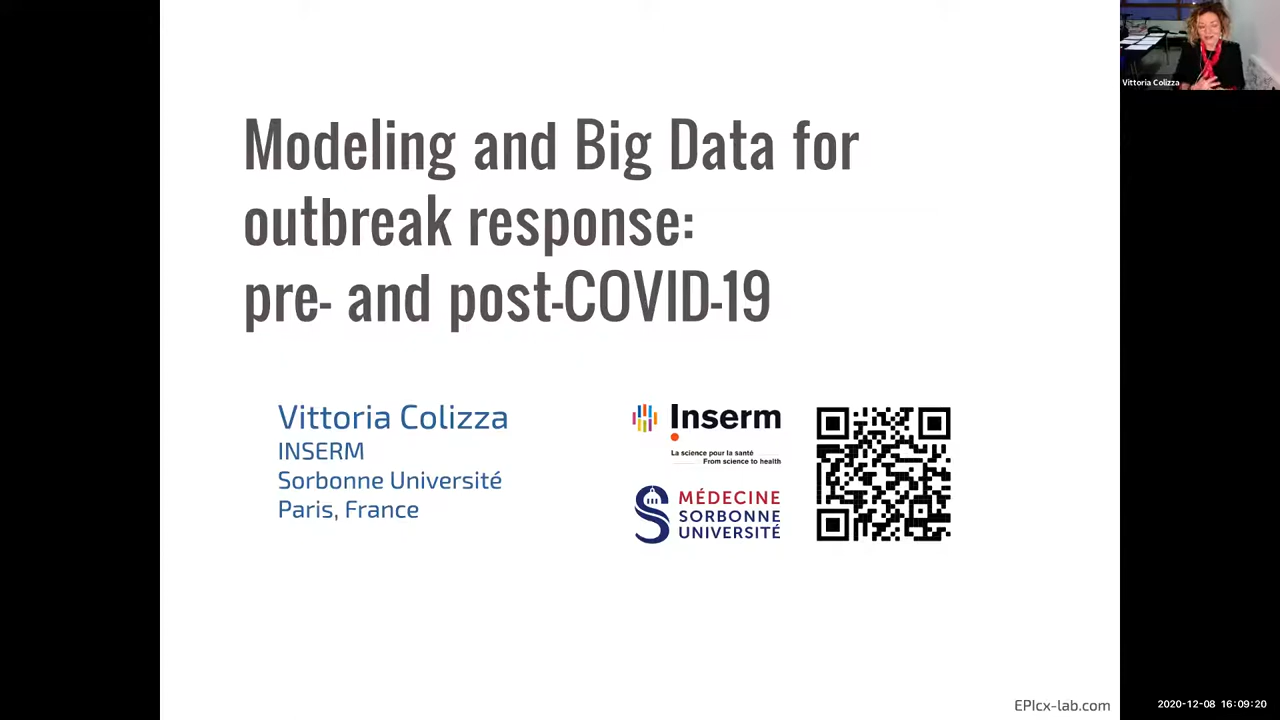 Vittoria Colizza
Modeling and Big Data for
outbreak response:
pre- and post-COVID-19
Vittoria Colizza
INSERM
Sorbonne Université
Paris, France
Inserm
La science pour la santé
From science to health
MÉDECINE
SORBONNE
UNIVERSITÉ
EPIcx-lab.com
2020-12-08 16:09:20